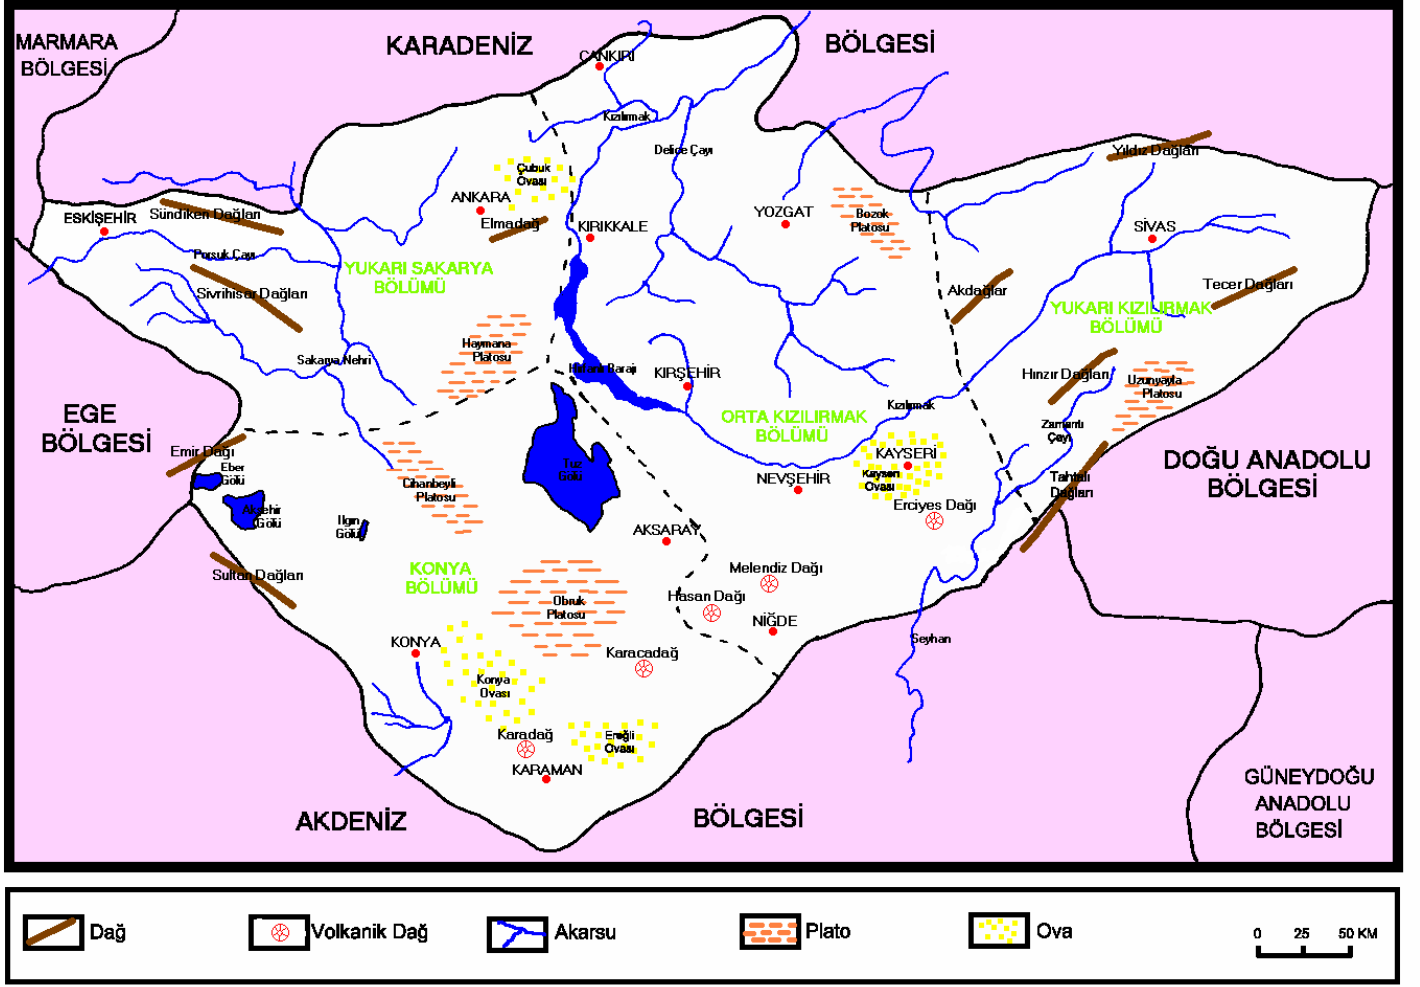 MARMARA
BÖLGESİ
KARADENİZ
BÖLGESİ
ÇANKIRI
Kızılırmak
Delice Çayı
Yıldız Dağları
Çubuk
Ovası
ANKARA
Elmadağ
KIRIKKALE
YOZGAT
Bozok
Platosu
SİVAS
ESKİŞEHİR
Sündiken Dağları
Porsuk Çayı
Sivrihisar Dağları
YUKARI SAKARYA
BÖLÜMÜ
Akdağlar
Tecer Dağları
YUKARI KIZILIRMAK
BÖLÜMÜ
Haymana
Platosu
Sakarya Nehri
Hirfanlı Barajı
KIRŞEHİR
Hınzır Dağları
Uzunyayla
Platosu
Kızılırmak
ORTA KIZILIRMAK
BÖLÜMÜ
Zamantı
Çayı
EGE
BÖLGESİ
Emir Dağı
Eber
Gölü
Akşehir
Gölü
Ilgın
Gölü
Cihanbeyli
Platosu
Tuz
Gölü
NEVŞEHİR
KAYSERİ
Kayseri
Ovası
Erciyes Dağı
Tahtalı
Dağları
DOĞU ANADOLU
BÖLGESİ
AKSARAY
Sultan Dağları
KONYA
BÖLÜMÜ
Obruk
Platosu
Melendiz Dağı
Hasan Dağı
NİĞDE
Seyhan
KONYA
Karacadağ
Konya
Ovası
Karadağ
Ereğli
Ovası
KARAMAN
AKDENİZ
BÖLGESİ
GÜNEYDOĞU
ANADOLU
BÖLGESİ
Dağ
Volkanik Dağ
Akarsu
Plato
Ova
0 25 50 KM